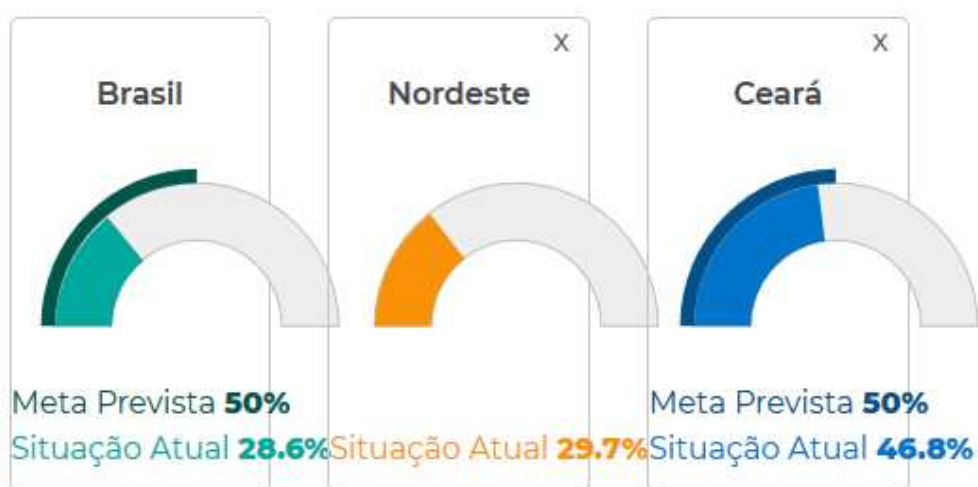 X
X
Brasil
Nordeste
Ceará
Meta Prevista 50%
Situação Atual 28.6%
Situação Atual 29.7%
Meta Prevista 50%
Situação Atual 46.8%